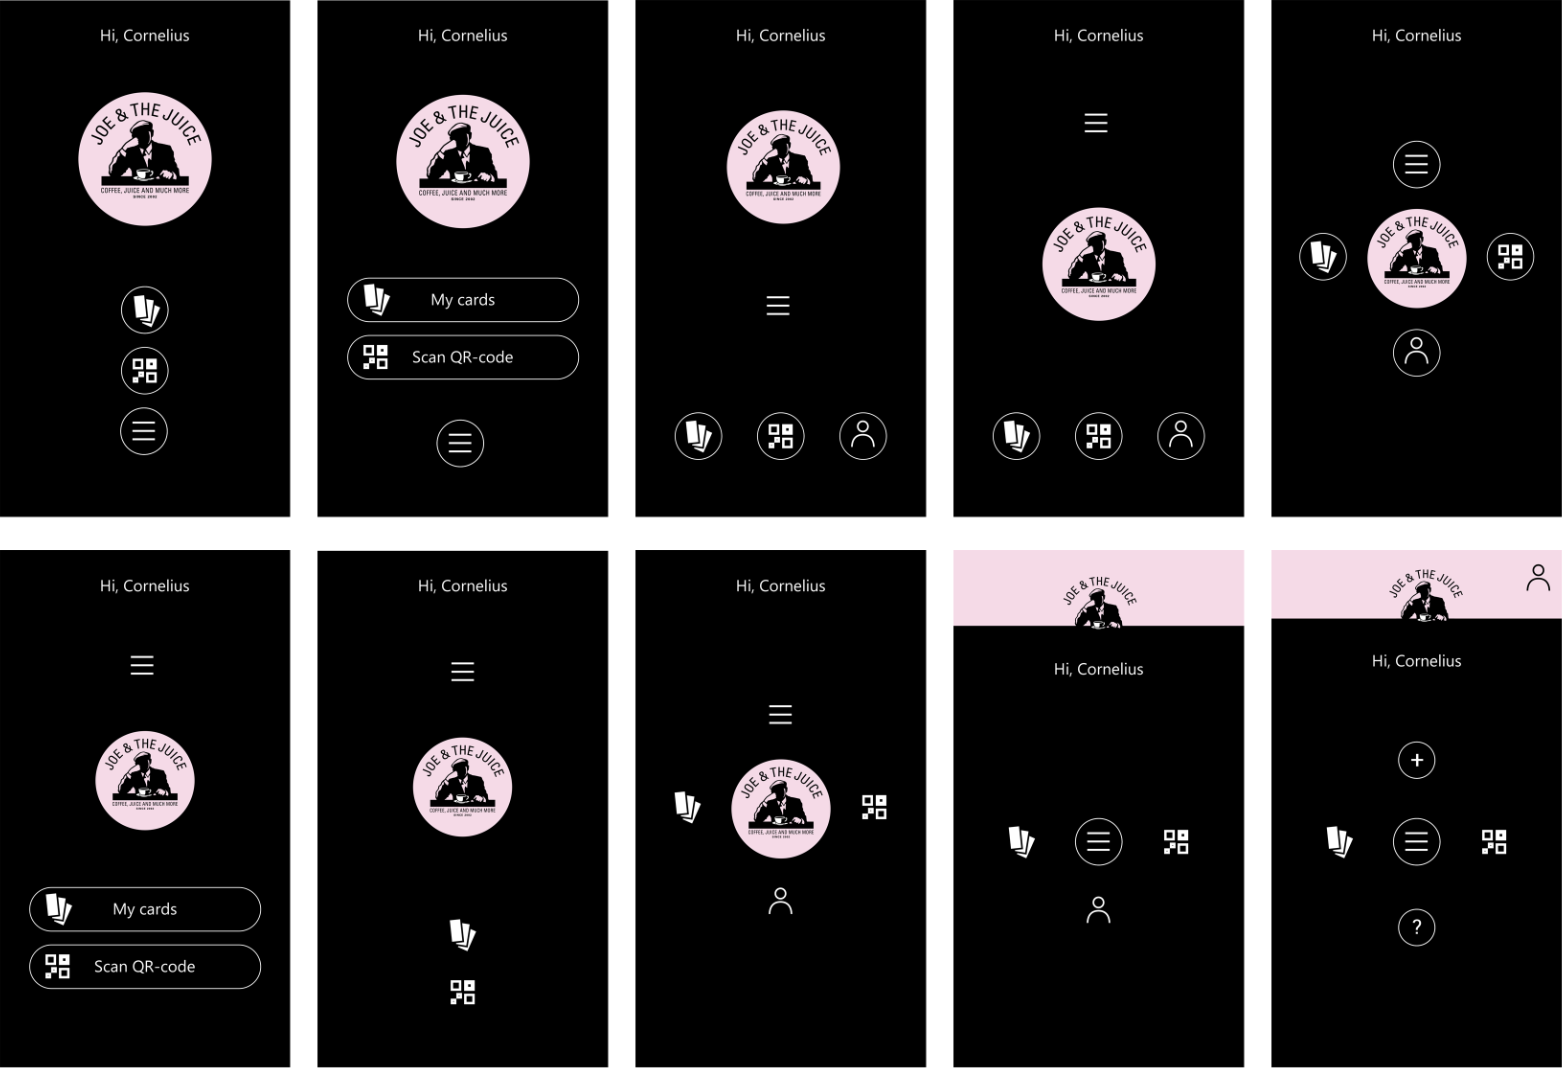 Hi, Cornelius
JOE & THE JUICE
COFFEE, JUICE AND MUCH MORE
SINCE 2002
Hi, Cornelius
JOE & THE JUICE
COFFEE, JUICE AND MUCH MORE
SINCE 2002
My cards
Scan QR-code
Hi, Cornelius
JOE & THE JUICE
COFFEE, JUICE AND MUCH MORE
SINCE 2002
Hi, Cornelius
JOE & THE JUICE
COFFEE, JUICE AND MUCH MORE
SINCE 2002
Hi, Cornelius
JOE & THE JUICE
COFFEE, JUICE AND MUCH MORE
SINCE 2002
Hi, Cornelius
JOE & THE JUICE
COFFEE, JUICE AND MUCH MORE
SINCE 2002
My cards
Scan QR-code
Hi, Cornelius
JOE & THE JUICE
COFFEE, JUICE AND MUCH MORE
SINCE 2002
Hi, Cornelius
JOE & THE JUICE
COFFEE, JUICE AND MUCH MORE
SINCE 2002
JOE & THE JUICE
Hi, Cornelius
JOE & THE JUICE
Hi, Cornelius
+
?